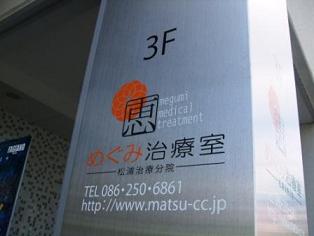 3F
恵
megumi
medical
treatment
めぐみ治療室
松浦治療分院
TEL 086・250・6861
http://www.matsu-cc.jp